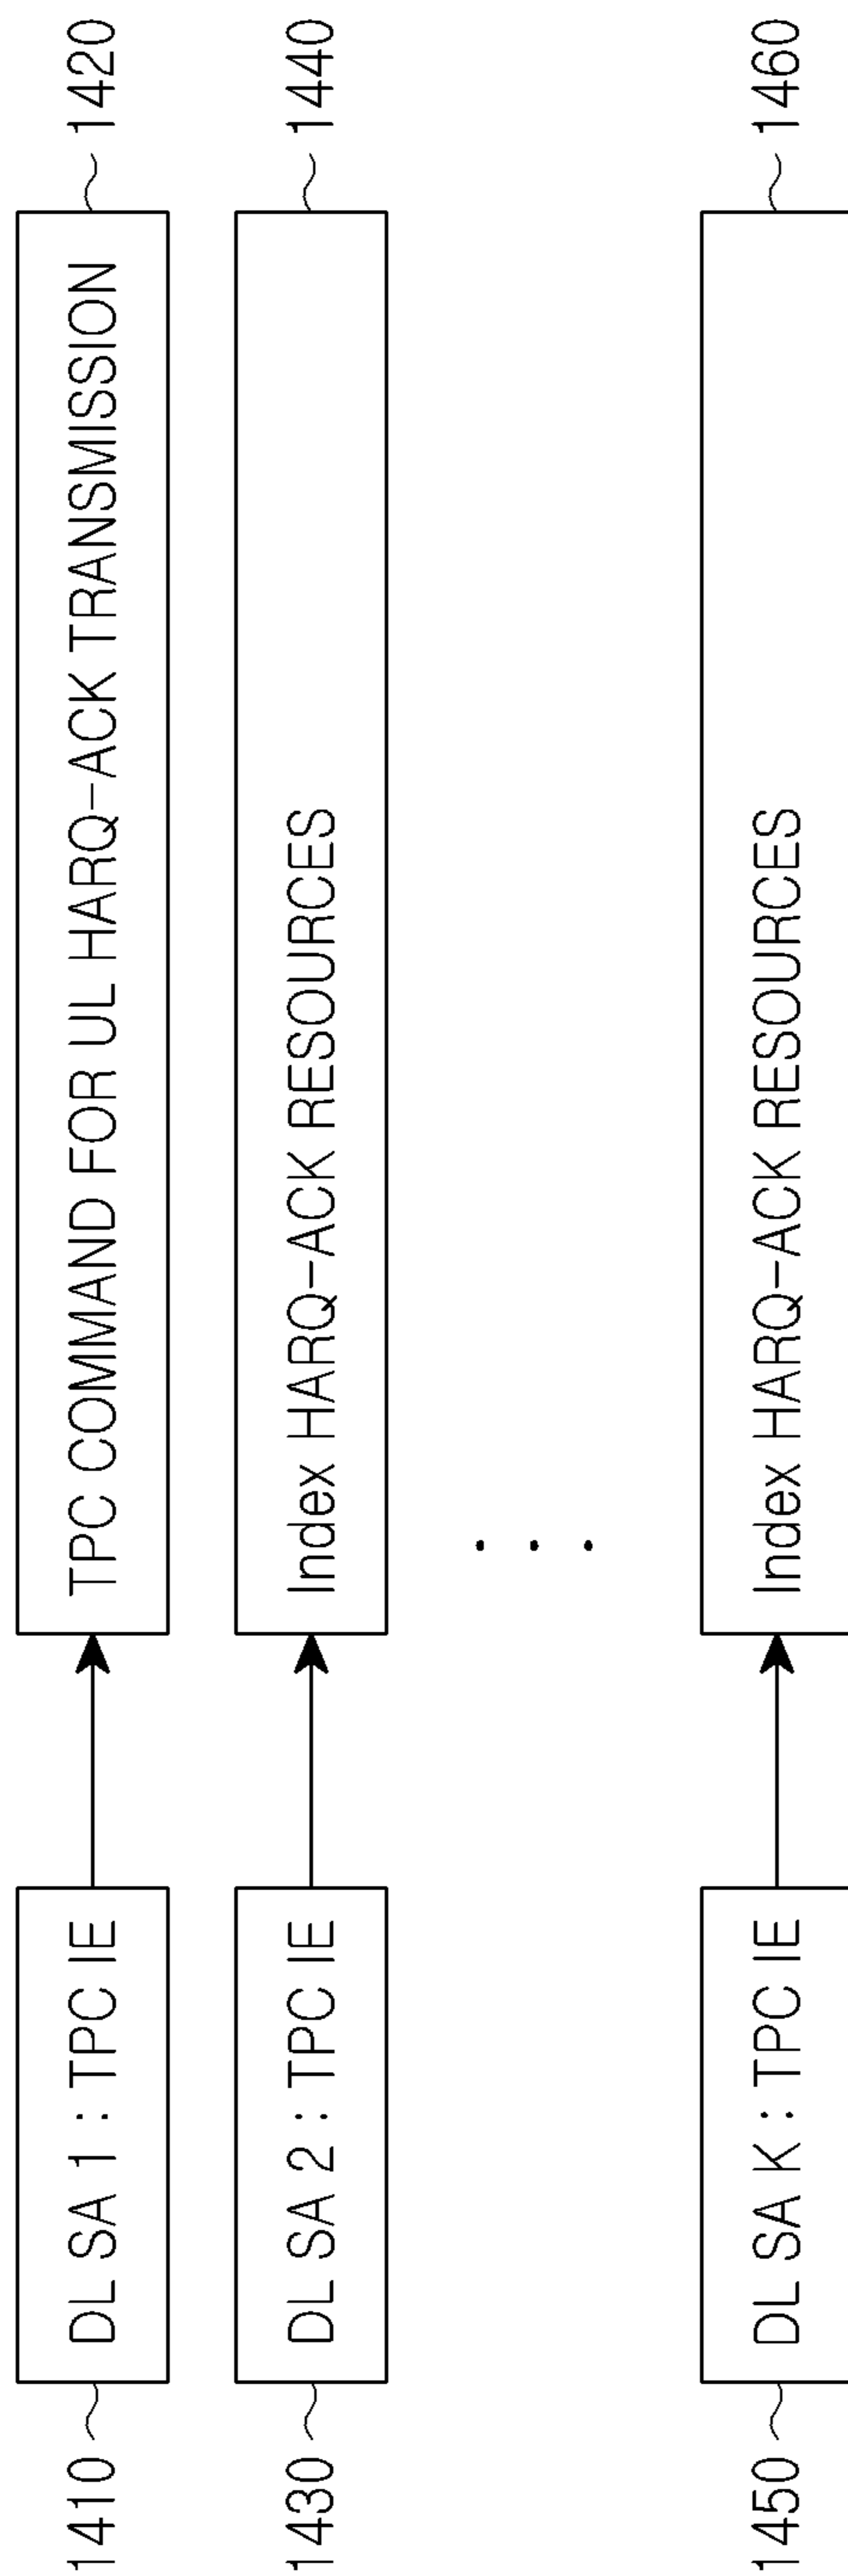 1410
DL SA 1 : TPC IE
TPC COMMAND FOR UL HARQ-ACK TRANSMISSION
1420
1430
DL SA 2 : TPC IE
Index HARQ-ACK RESOURCES
1440
. . .
1450
DL SA K : TPC IE
Index HARQ-ACK RESOURCES
1460